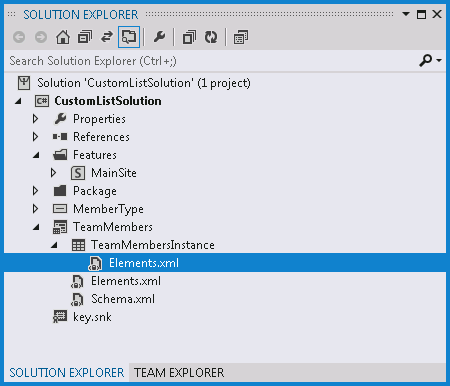 SOLUTION EXPLORER
Search Solution Explorer (Ctrl+;)
Solution 'CustomListSolution' (1 project)
C# CustomListSolution
Properties
References
Features
S MainSite
Package
MemberType
TeamMembers
TeamMembersInstance
Elements.xml
Elements.xml
Schema.xml
key.snk
SOLUTION EXPLORER TEAM EXPLORER